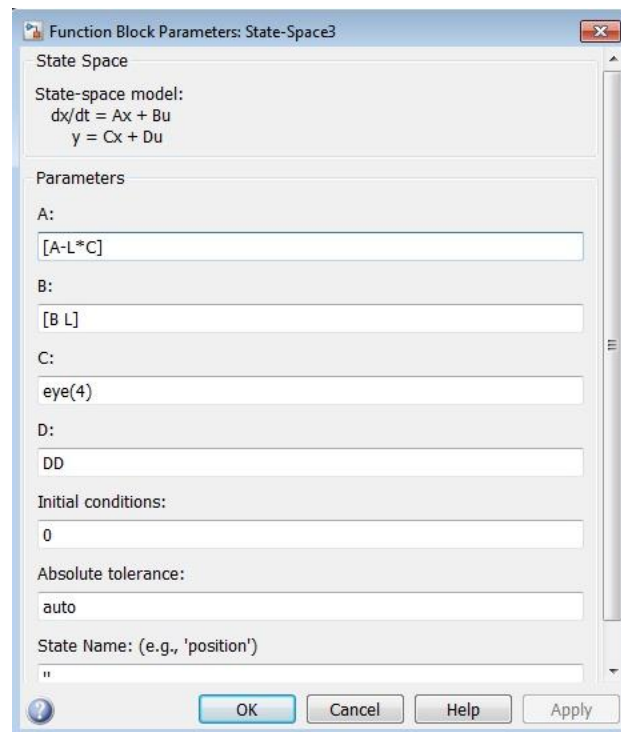 Function Block Parameters: State-Space3
State Space
State-space model:
dx/dt = Ax + Bu
y = Cx + Du
Parameters
A:
[A-L*C]
B:
[B L]
C:
eye(4)
D:
DD
Initial conditions:
0
Absolute tolerance:
auto
State Name: (e.g., 'position')
''
OK Cancel Help Apply